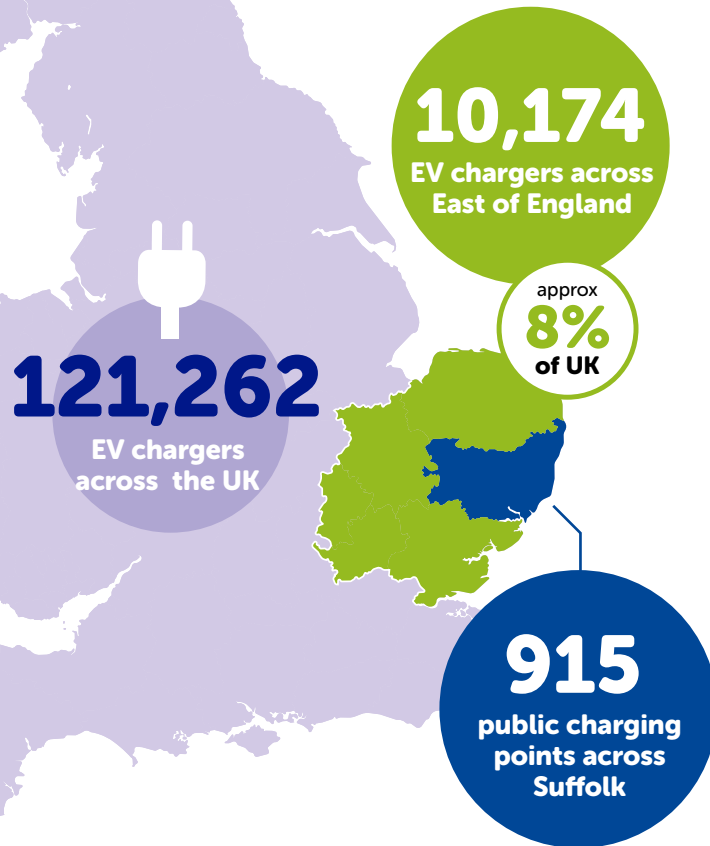 10,174
EV chargers across
East of England
approx
8%
of UK
121,262
EV chargers
across the UK
915
public charging
points across
Suffolk